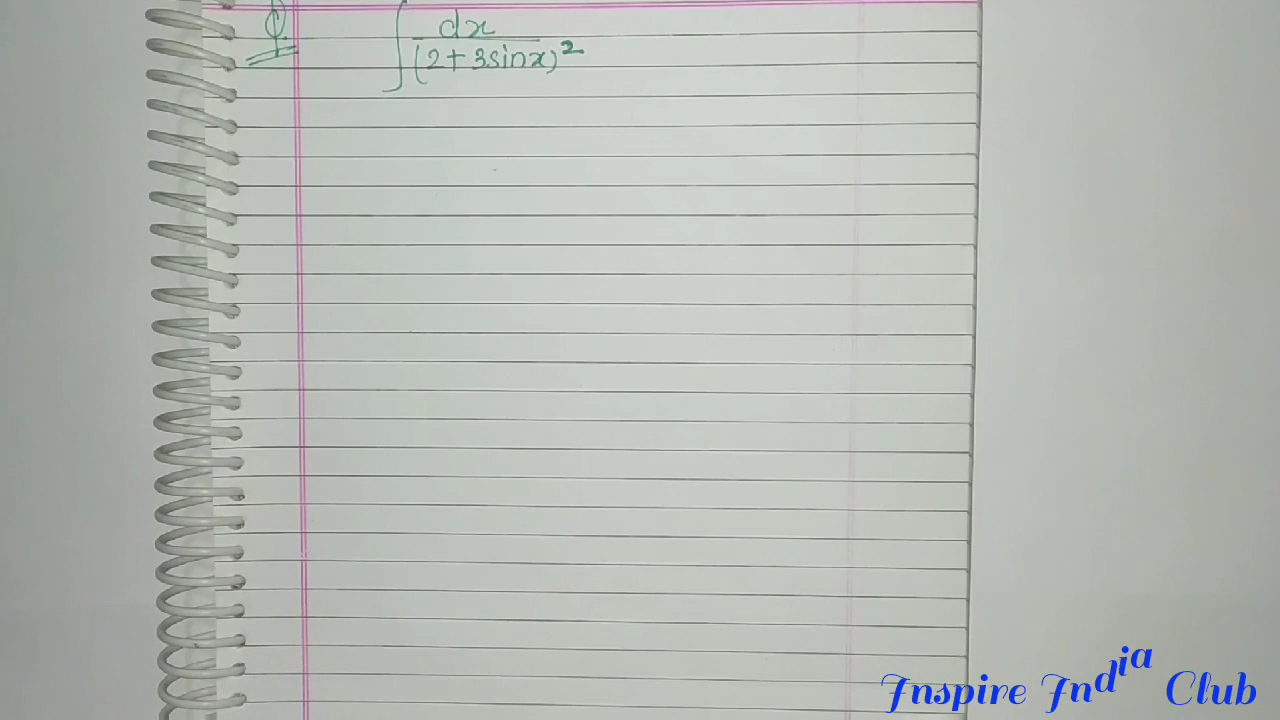 Q ∫ dx
(2+3sinx)²
Inspire India Club